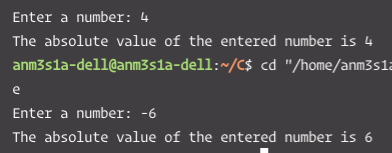 Enter a number: 4
The absolute value of the entered number is 4
anm3s1a-dell@anm3s1a-dell:~/C$ cd "/home/anm3s1a
e
Enter a number: -6
The absolute value of the entered number is 6